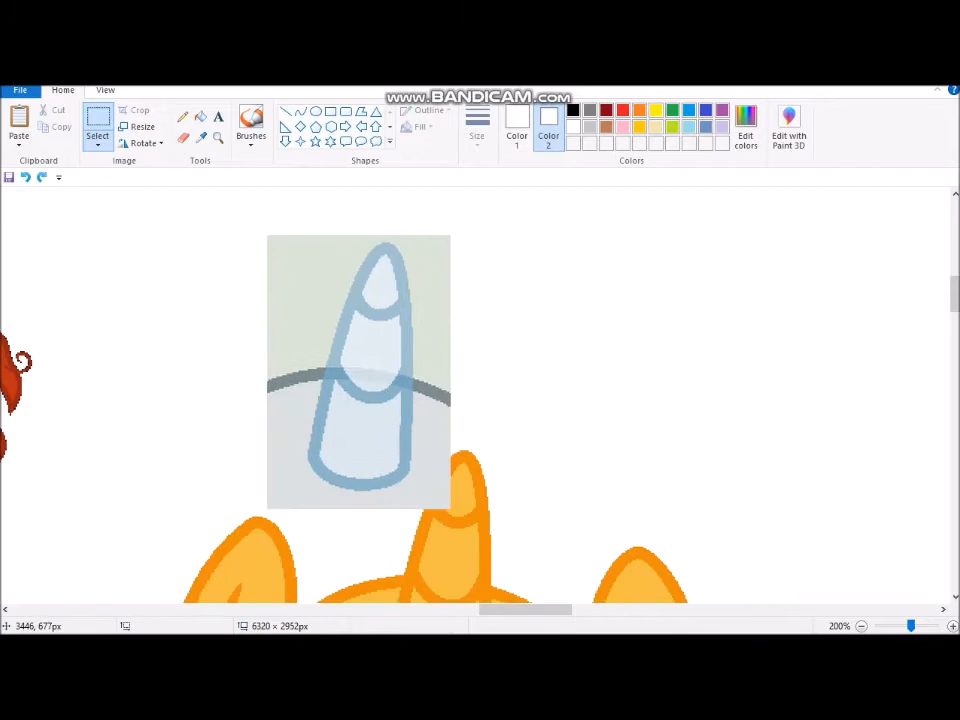 File Home View
www.BANDICAM.com
Cut
Copy
Paste
Clipboard
Select
Crop
Resize
Rotate
Image
A
Tools
Brushes
Outline
Fill
Shapes
Size
Color 1
Color 2
Edit colors
Colors
Edit with Paint 3D
3446, 677px
6320 × 2952px
200%